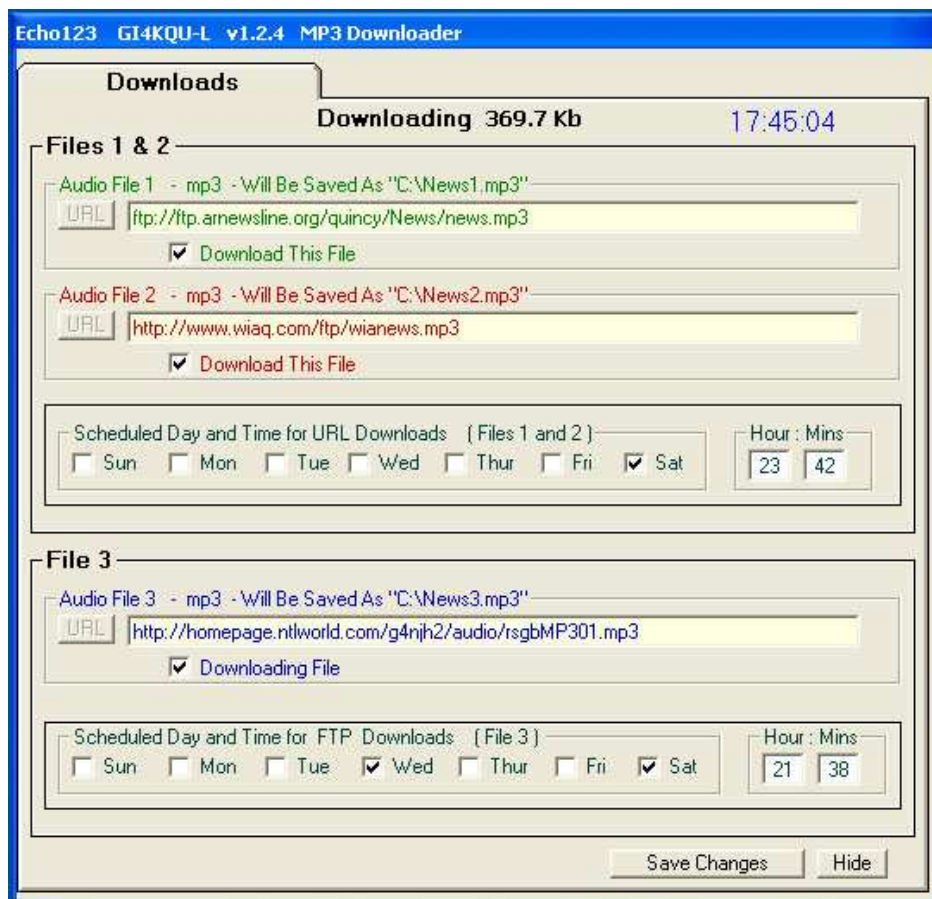 Echo123 GI4KQU-L v1.2.4 MP3 Downloader
Downloads
Downloading 369.7 Kb 17:45:04
Files 1 & 2
Audio File 1 - mp3 - Will Be Saved As "C:\News1.mp3"
URL ftp://ftp.arnewsline.org/quincy/News/news.mp3
Download This File
Audio File 2 - mp3 - Will Be Saved As "C:\News2.mp3"
URL http://www.wiaq.com/ftp/wianews.mp3
Download This File
Scheduled Day and Time for URL Downloads ( Files 1 and 2 ) Hour : Mins
Sun Mon Tue Wed Thur Fri Sat 23 42
File 3
Audio File 3 - mp3 - Will Be Saved As "C:\News3.mp3"
URL http://homepage.ntlworld.com/g4njh2/audio/rsgbMP301.mp3
Downloading File
Scheduled Day and Time for FTP Downloads ( File 3 ) Hour : Mins
Sun Mon Tue Wed Thur Fri Sat 21 38
Save Changes Hide